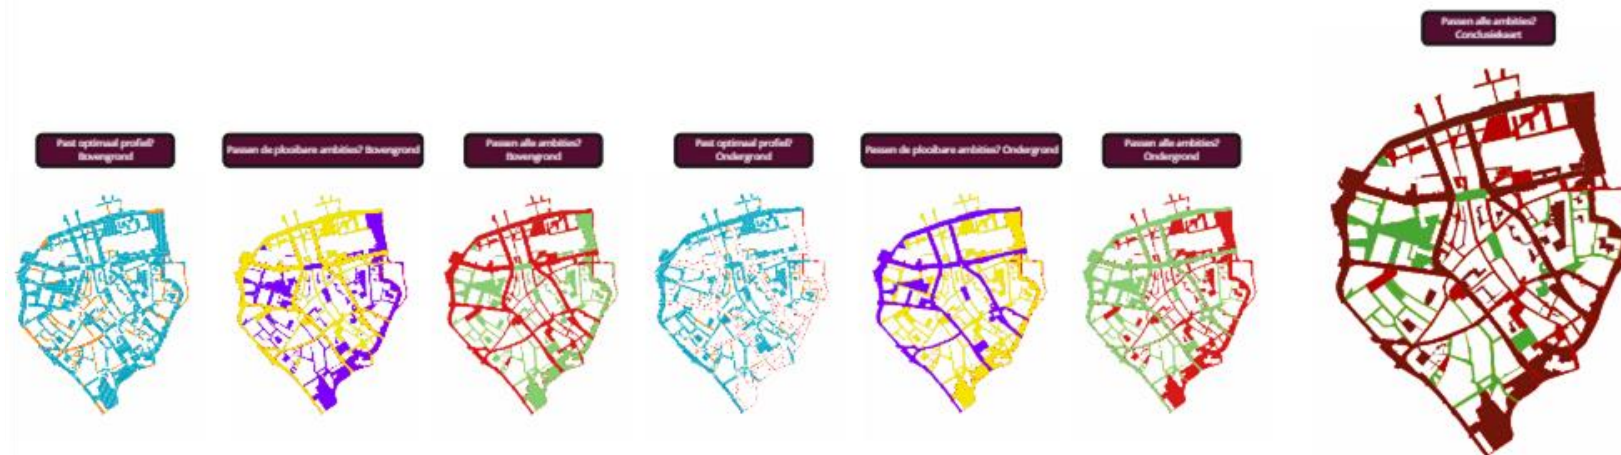 Passen alle ambities?
Conclusiekaart
Past optimaal profiel?
Bovengrond
Passen de plooibare ambities? Bovengrond
Passen alle ambities?
Bovengrond
Past optimaal profiel?
Ondergrond
Passen de plooibare ambities? Ondergrond
Passen alle ambities?
Ondergrond